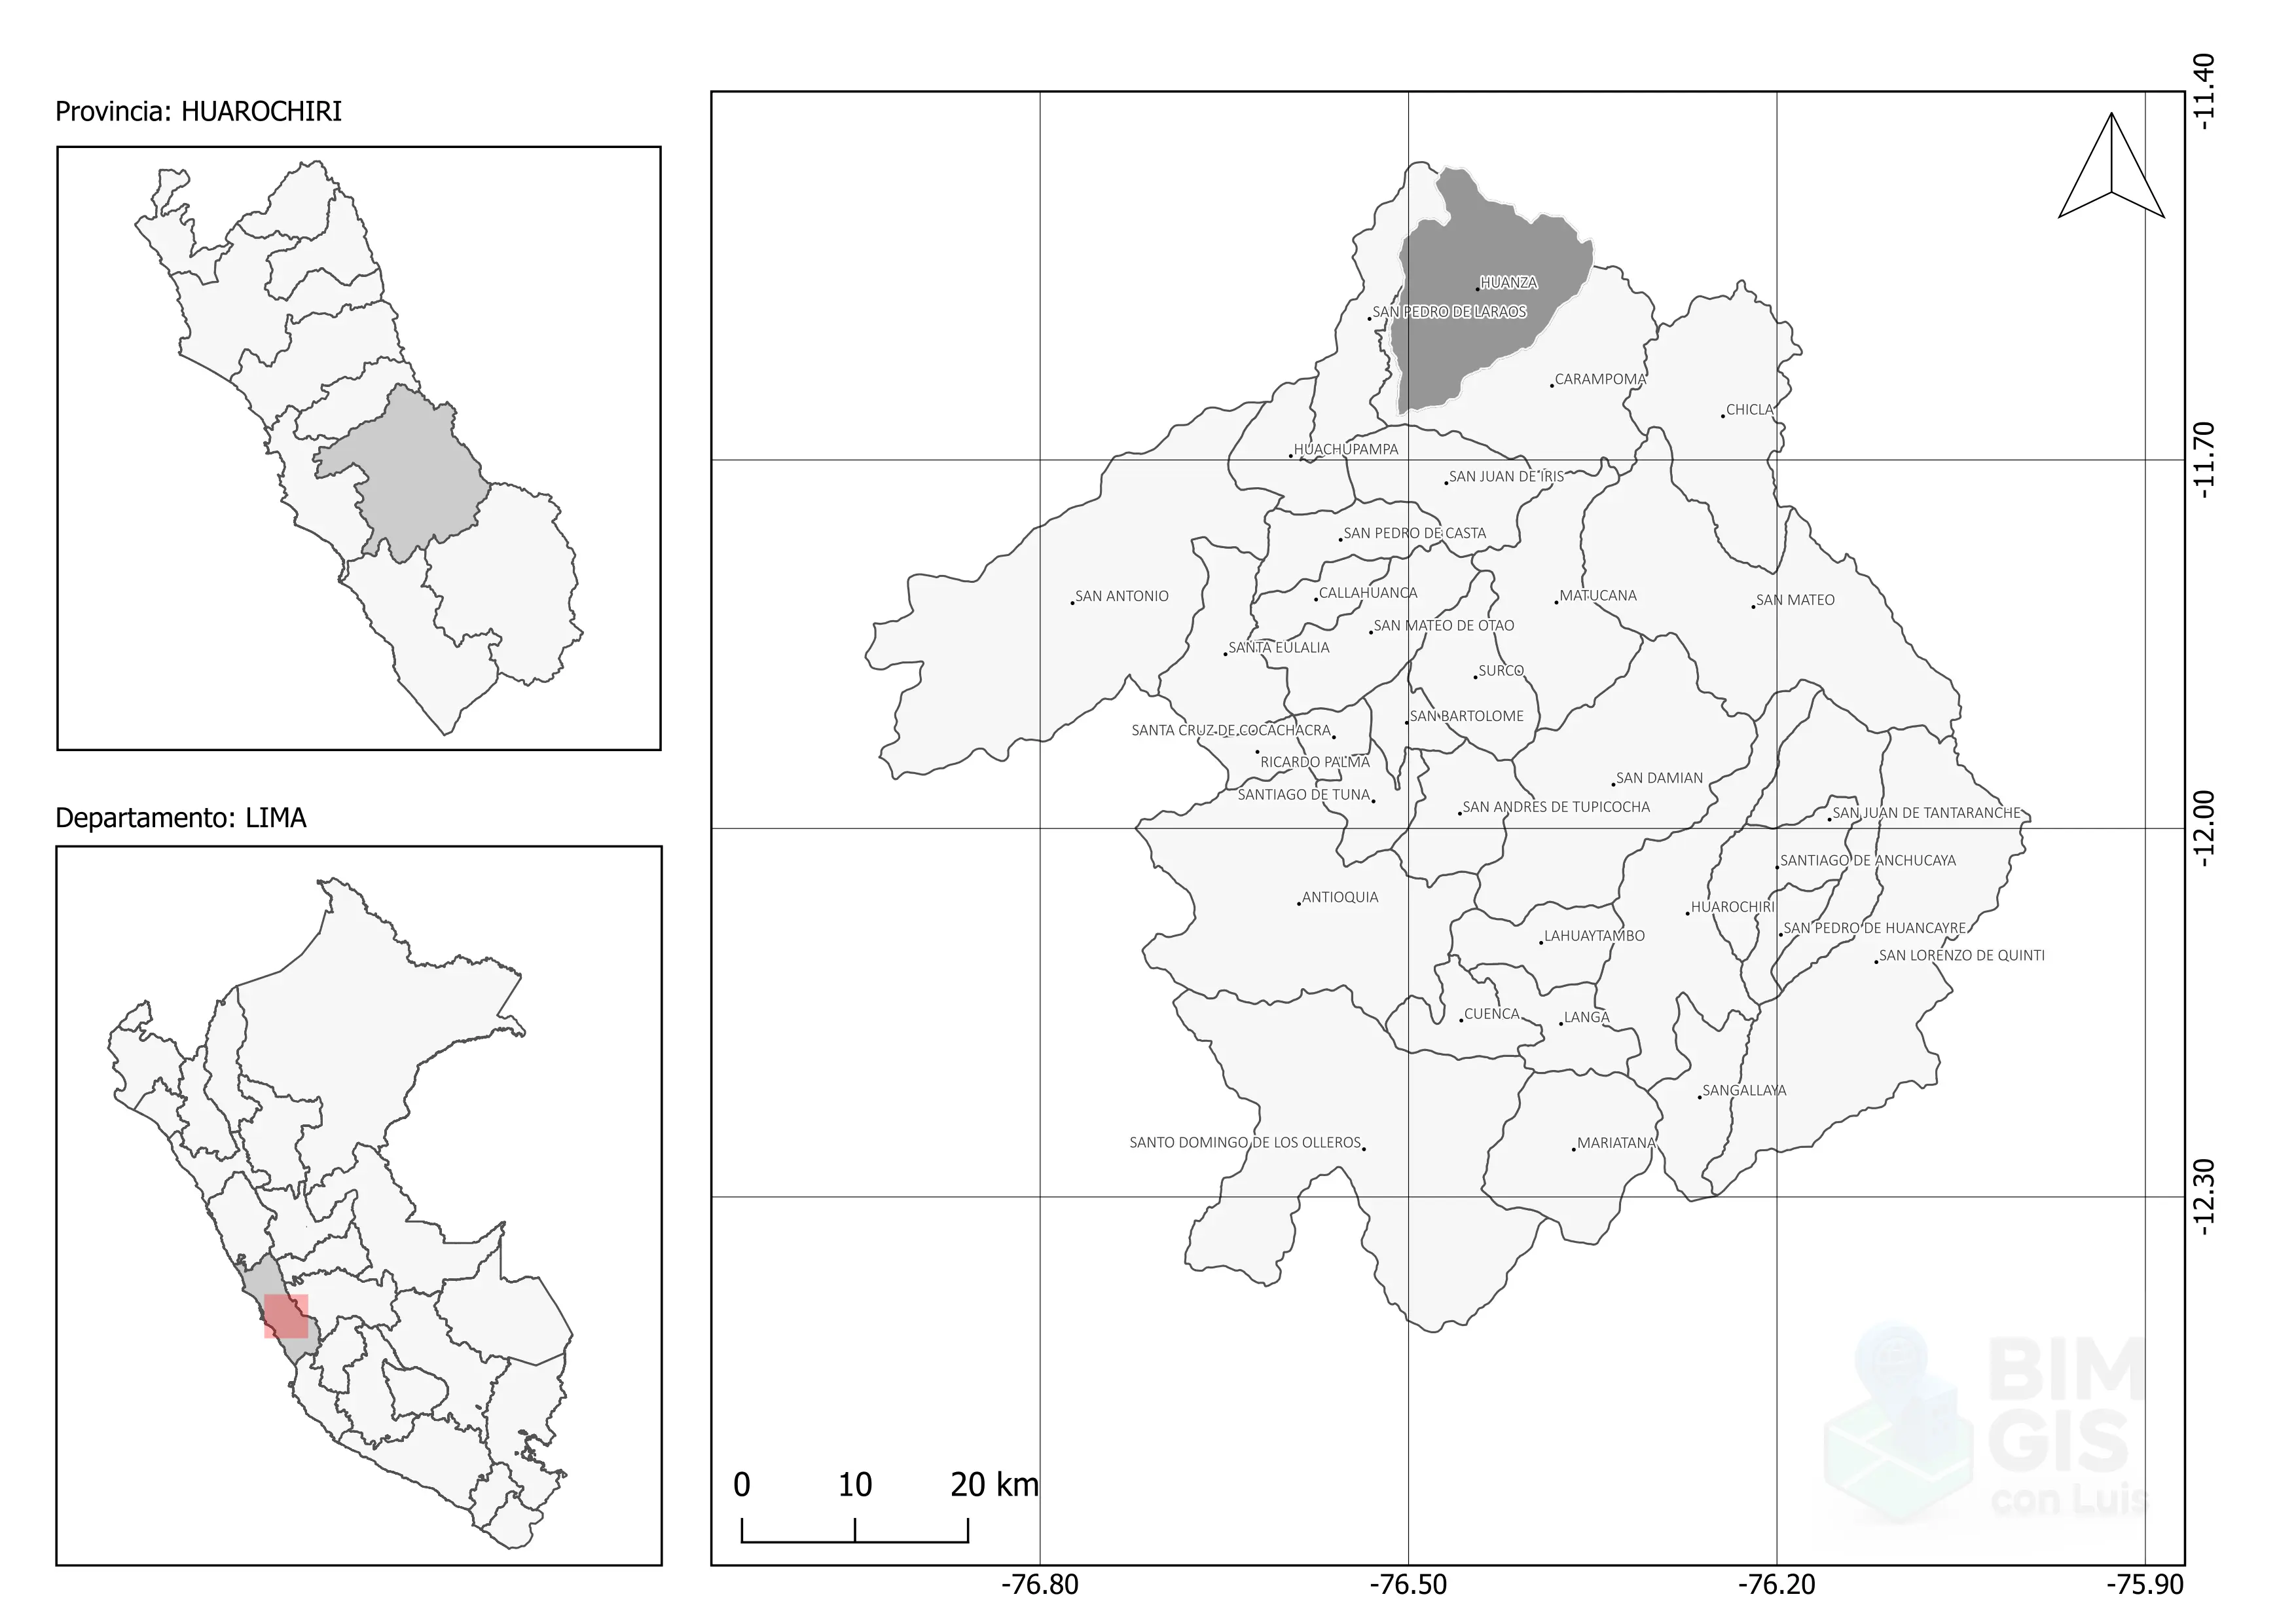 Provincia: HUAROCHIRI
Departamento: LIMA
-11.40
HUANZA
SAN PEDRO DE LARAOS
CARAMPOMA
CHICLA
HUACHUPAMPA
-11.70
SAN JUAN DE IRIS
SAN PEDRO DE CASTA
SAN ANTONIO
CALLAHUANCA
MATUCANA
SAN MATEO
SAN MATEO DE OTAO
SANTA EULALIA
SURCO
SAN BARTOLOME
SANTA CRUZ DE COCACHACRA
RICARDO PALMA
SAN DAMIAN
SANTIAGO DE TUNA
SAN ANDRES DE TUPICOCHA
SAN JUAN DE TANTARANCHE
-12.00
SANTIAGO DE ANCHUCAYA
ANTIOQUIA
HUAROCHIRI
LAHUAYTAMBO
SAN PEDRO DE HUANCAYRE
SAN LORENZO DE QUINTI
CUENCA
LANGA
SANGALLAYA
SANTO DOMINGO DE LOS OLLEROS
MARIATANA
-12.30
BIM
GIS
con Luis
0 10 20 km
-76.80 -76.50 -76.20 -75.90